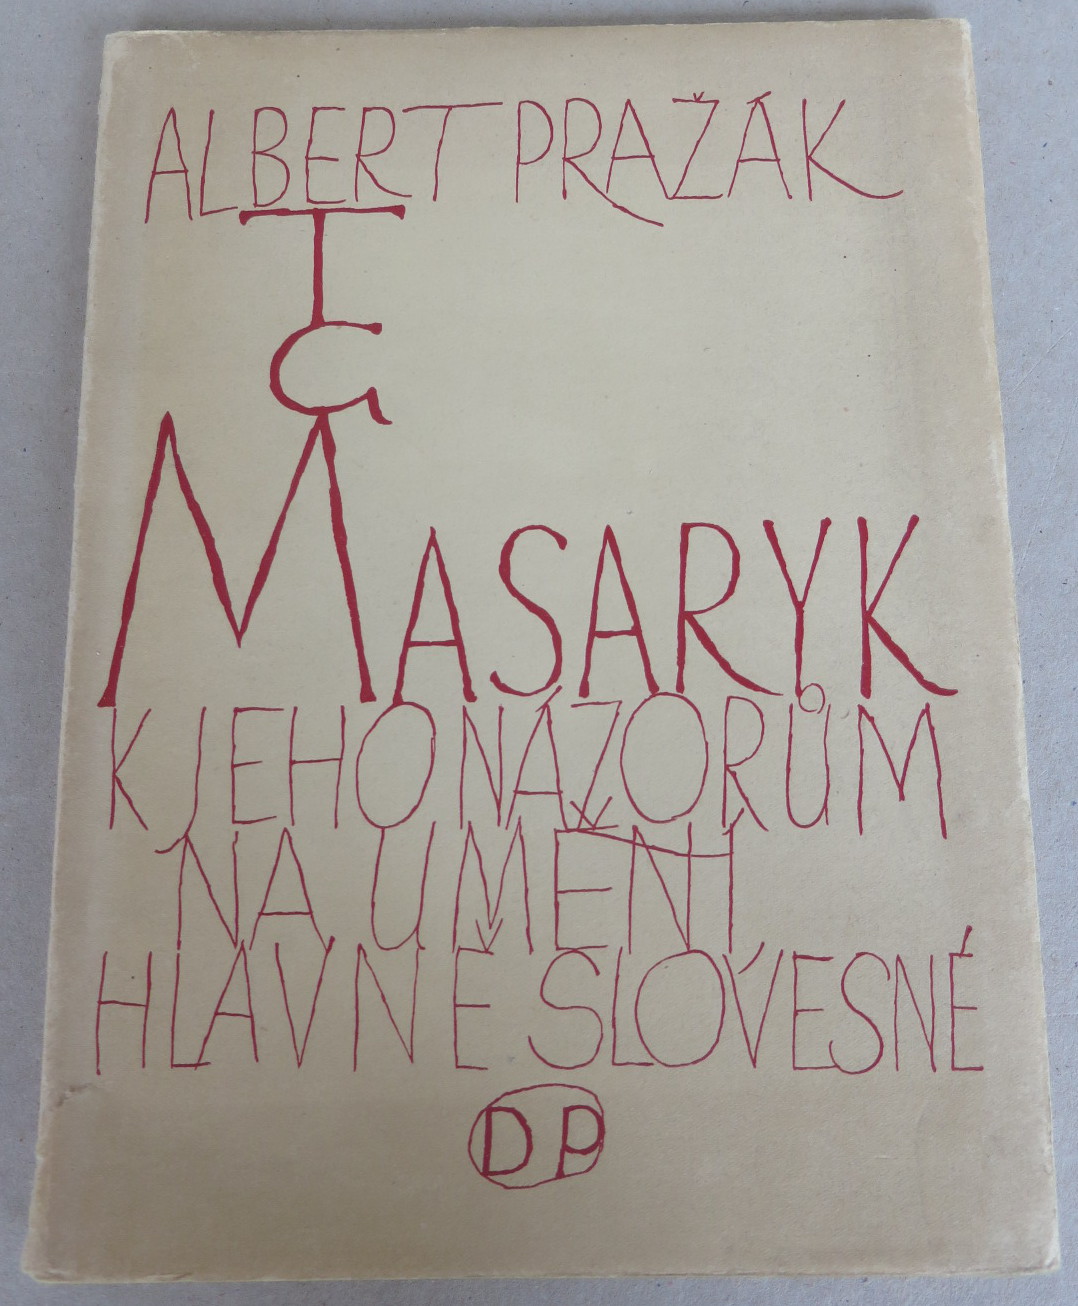 ALBERT PRAŽÁK
T
G
MASARYK
K JEHO NÁZORŮM
NA UMĚNÍ
HLAVNĚ SLOVESNÉ
DP